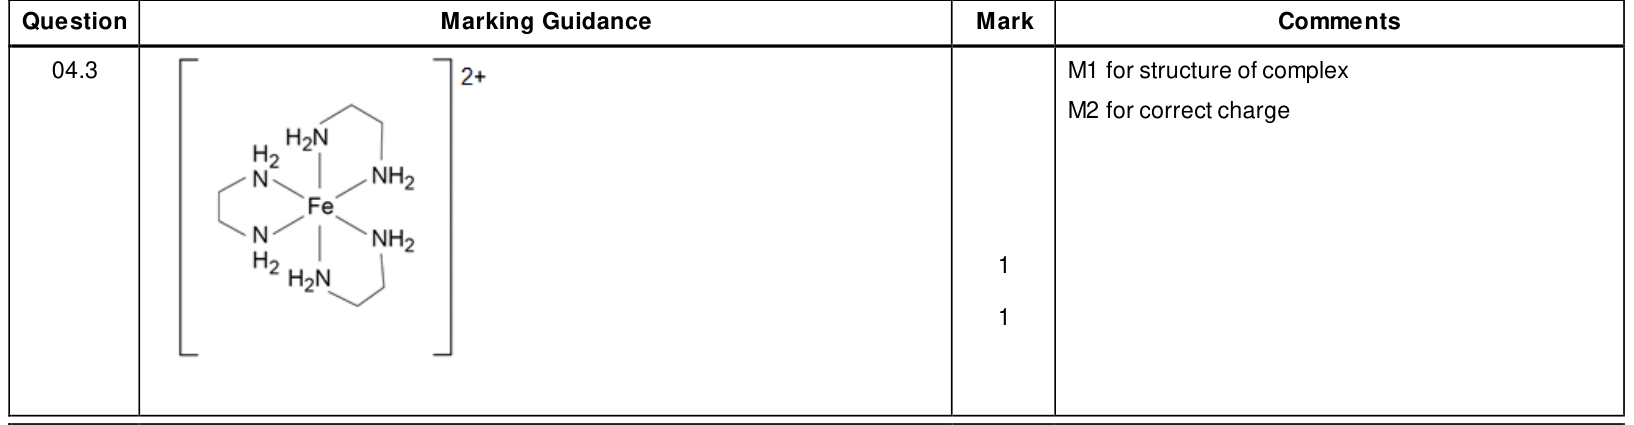 Question Marking Guidance Mark Comments
04.3
2+
H2N
H2
N
NH2
Fe
N
H2
NH2
H2N
1
1
M1 for structure of complex
M2 for correct charge